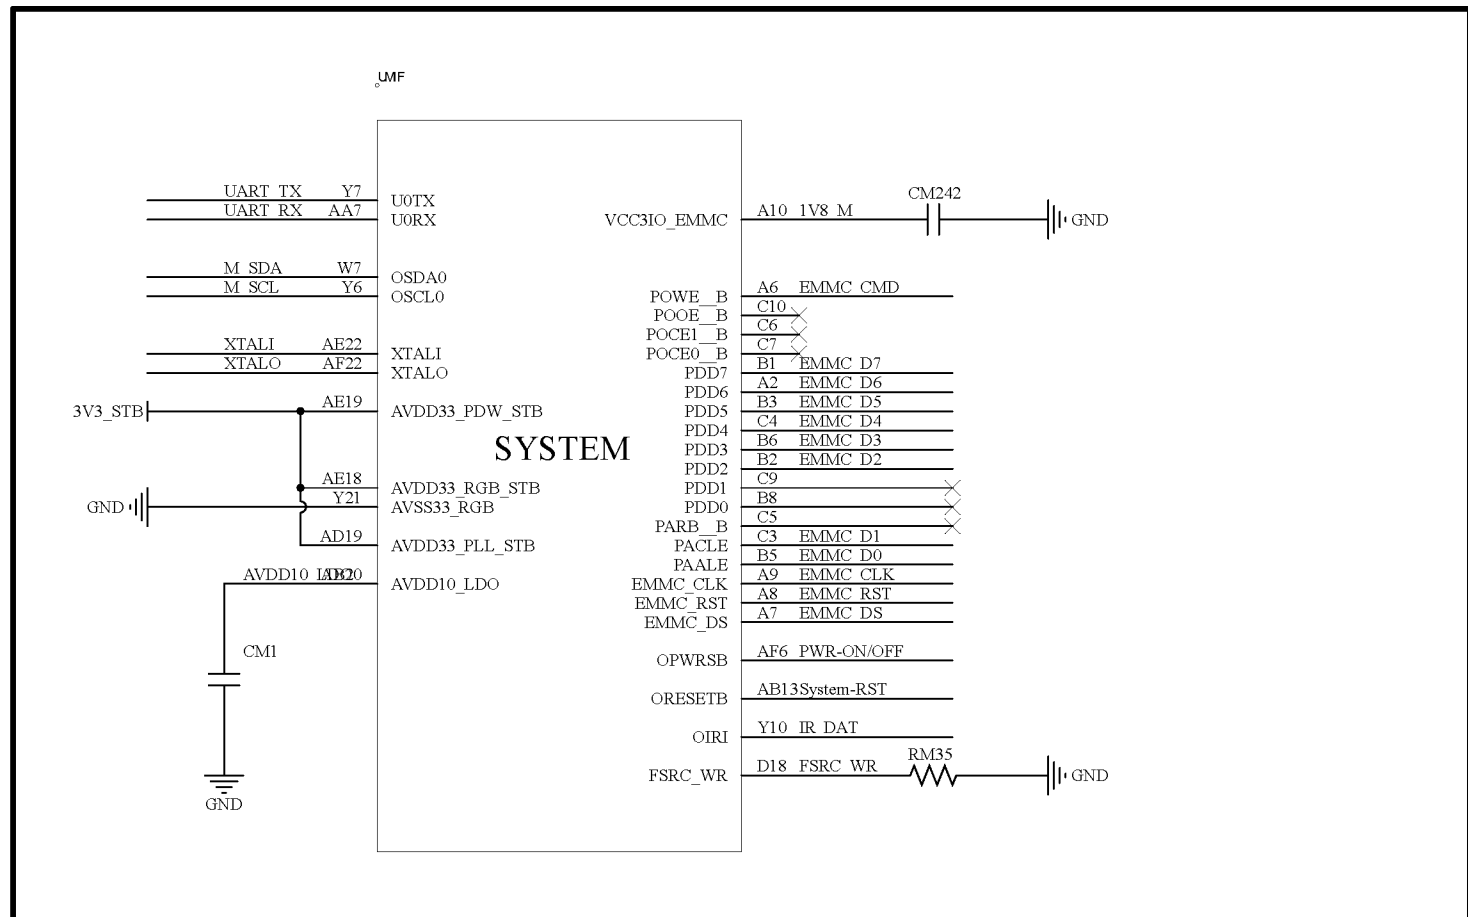 UMF
UART_TX Y7 U0TX
UART_RX AA7 U0RX
VCC3IO_EMMC A10 1V8_M CM242 GND
M_SDA W7 OSDA0
M_SCL Y6 OSCL0
POWE__B A6 EMMC_CMD
POOE__B C10
POCE1__B C6
XTALI AE22 XTALI
POCE0__B C7
XTALO AF22 XTALO
PDD7 B1 EMMC_D7
PDD6 A2 EMMC_D6
3V3_STB AE19 AVDD33_PDW_STB
PDD5 B3 EMMC_D5
PDD4 C4 EMMC_D4
SYSTEM
PDD3 B6 EMMC_D3
PDD2 B2 EMMC_D2
AE18 AVDD33_RGB_STB
PDD1 C9
GND Y21 AVSS33_RGB
PDD0 B8
PARB__B C5
AD19 AVDD33_PLL_STB
PACLE C3 EMMC_D1
PAALE B5 EMMC_D0
AVDD10_LDO AVDD10_LDO
EMMC_CLK A9 EMMC_CLK
EMMC_RST A8 EMMC_RST
EMMC_DS A7 EMMC_DS
CM1
OPWRSB AF6 PWR-ON/OFF
ORESETB AB13 System-RST
OIRI Y10 IR_DAT
FSRC_WR D18 FSRC_WR RM35 GND
GND